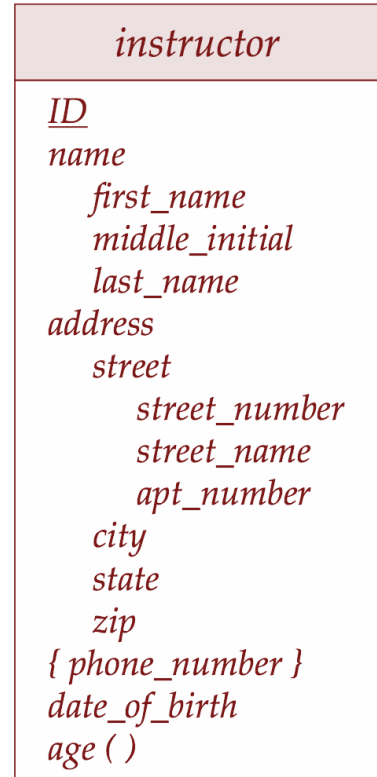 instructor
ID
name
first_name
middle_initial
last_name
address
street
street_number
street_name
apt_number
city
state
zip
{ phone_number }
date_of_birth
age ( )